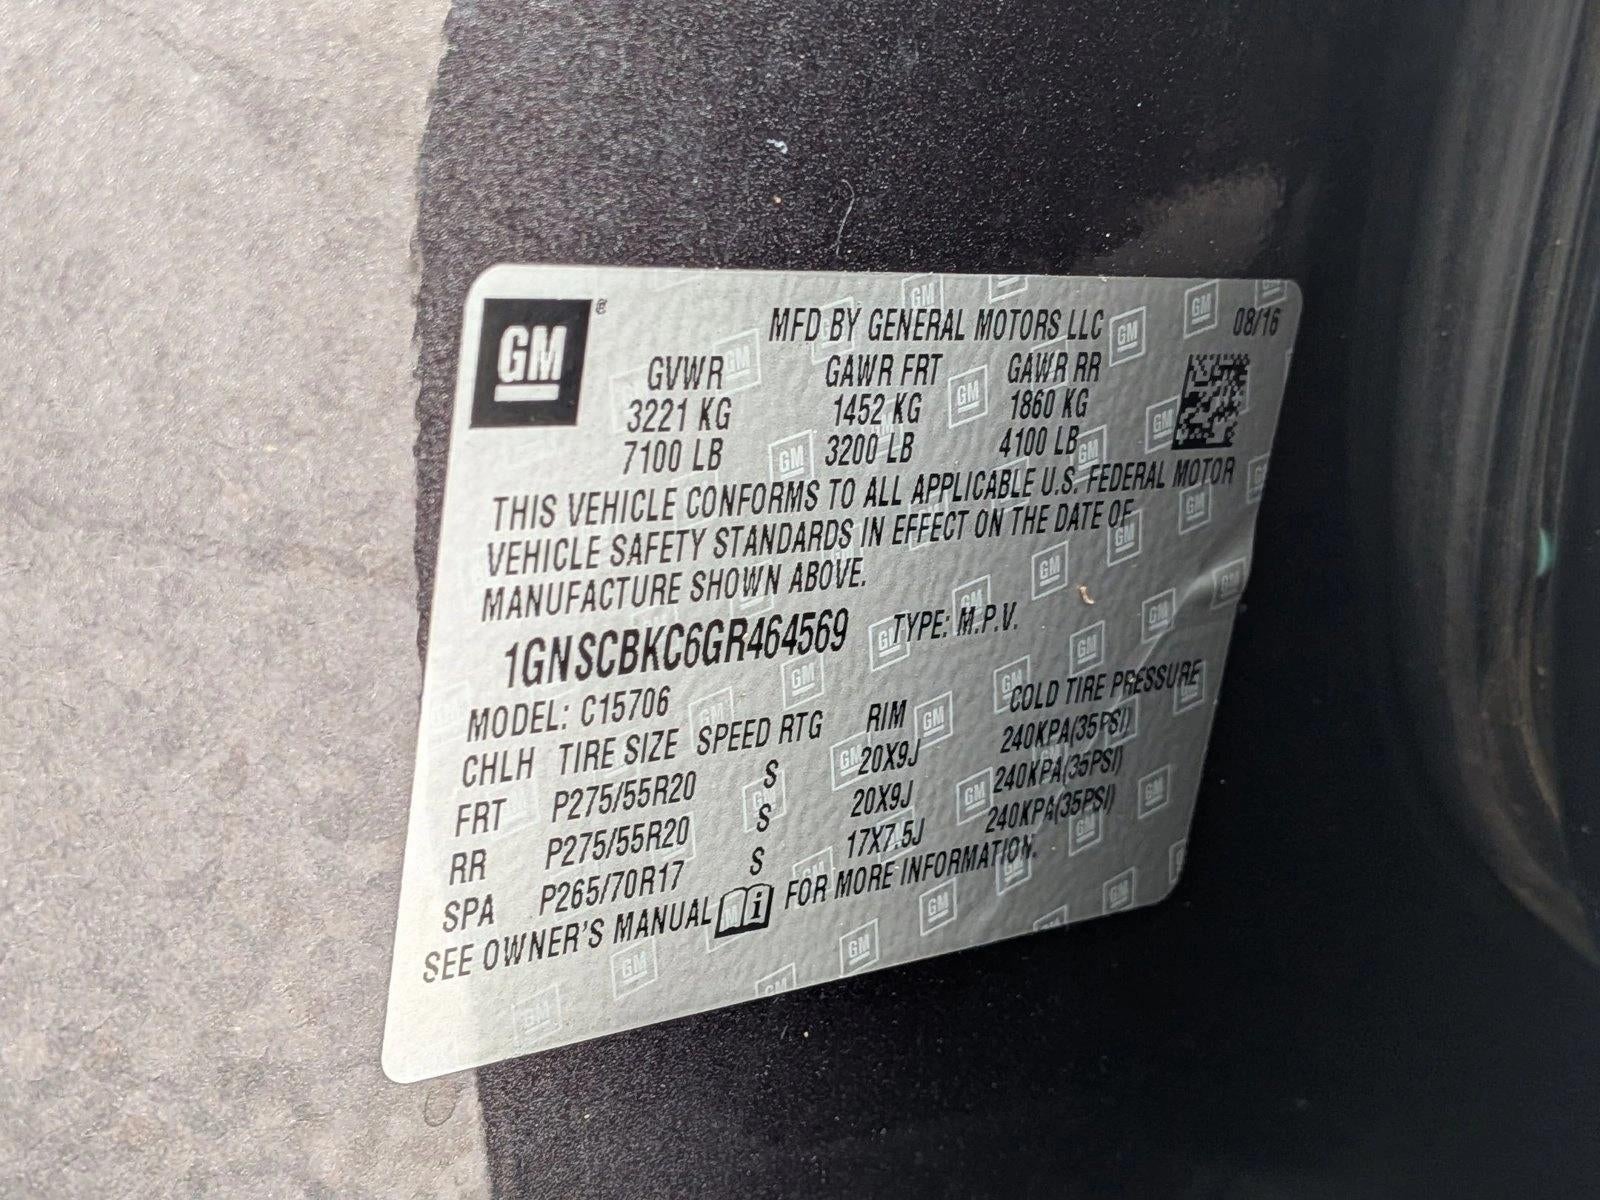 GM ®
MFD BY GENERAL MOTORS LLC 08/16
GVWR GAWR FRT GAWR RR
3221 KG 1452 KG 1860 KG
7100 LB 3200 LB 4100 LB
THIS VEHICLE CONFORMS TO ALL APPLICABLE U.S. FEDERAL MOTOR
VEHICLE SAFETY STANDARDS IN EFFECT ON THE DATE OF
MANUFACTURE SHOWN ABOVE.
1GNSCBKC6GR464569 TYPE: M.P.V.
MODEL: C15706
CHLH TIRE SIZE SPEED RTG RIM COLD TIRE PRESSURE
FRT P275/55R20 S 20X9J 240KPA(35PSI)
RR P275/55R20 S 20X9J 240KPA(35PSI)
SPA P265/70R17 S 17X7.5J 240KPA(35PSI)
SEE OWNER'S MANUAL i FOR MORE INFORMATION.